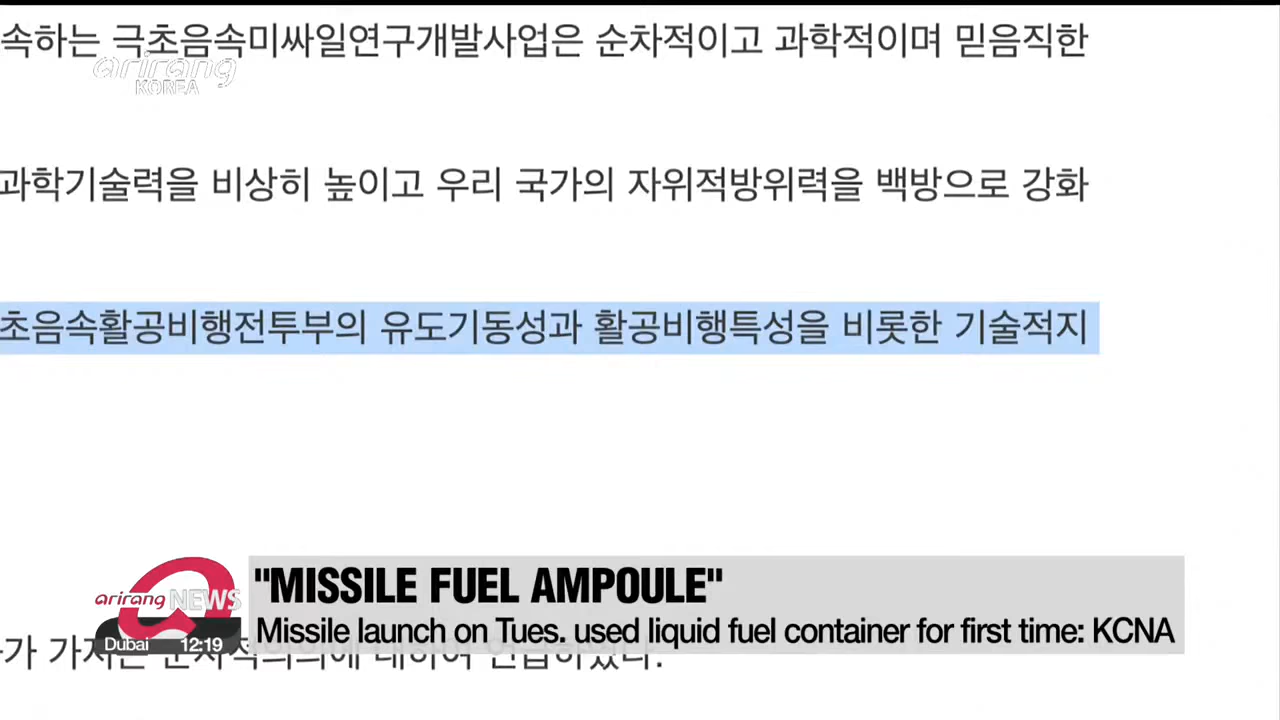 속하는 극초음속미싸일연구개발사업은 순차적이고 과학적이며 믿음직한
arirang
KOREA
과학기술력을 비상히 높이고 우리 국가의 자위적방위력을 백방으로 강화
초음속활공비행전투부의 유도기동성과 활공비행특성을 비롯한 기술적지
"MISSILE FUEL AMPOULE"
arirang NEWS
Missile launch on Tues. used liquid fuel container for first time: KCNA
Dubai 12:19